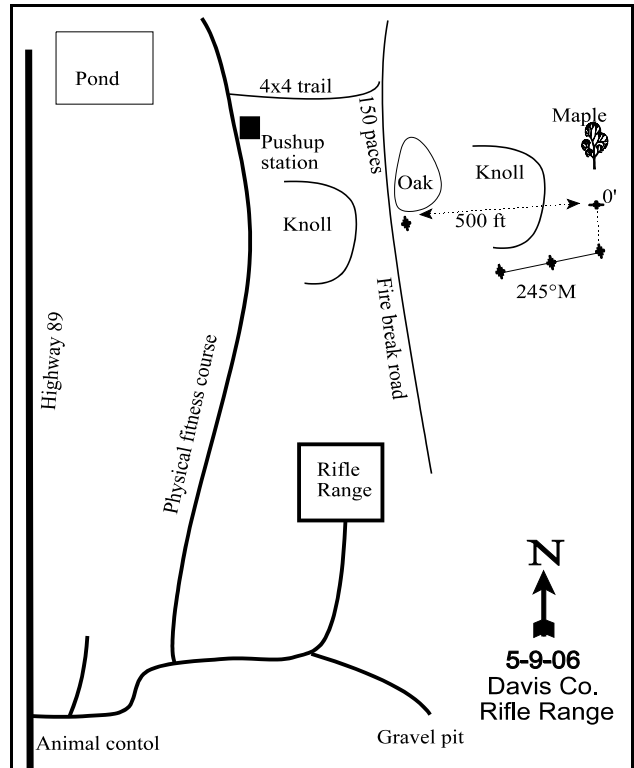 Pond
4x4 trail
150 paces
Maple
Pushup
station
Oak
Knoll
Knoll
0'
500 ft
245°M
Highway 89
Physical fitness course
Fire break road
Rifle
Range
N
5-9-06
Davis Co.
Rifle Range
Animal contol
Gravel pit